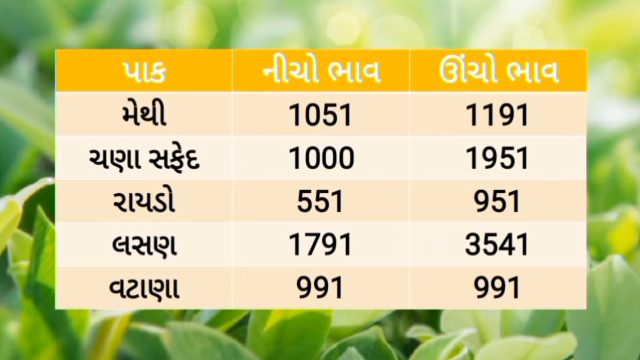 પાક નીચો ભાવ ઊંચો ભાવ
મેથી 1051 1191
ચણા સફેદ 1000 1951
રાયડો 551 951
લસણ 1791 3541
વટાણા 991 991